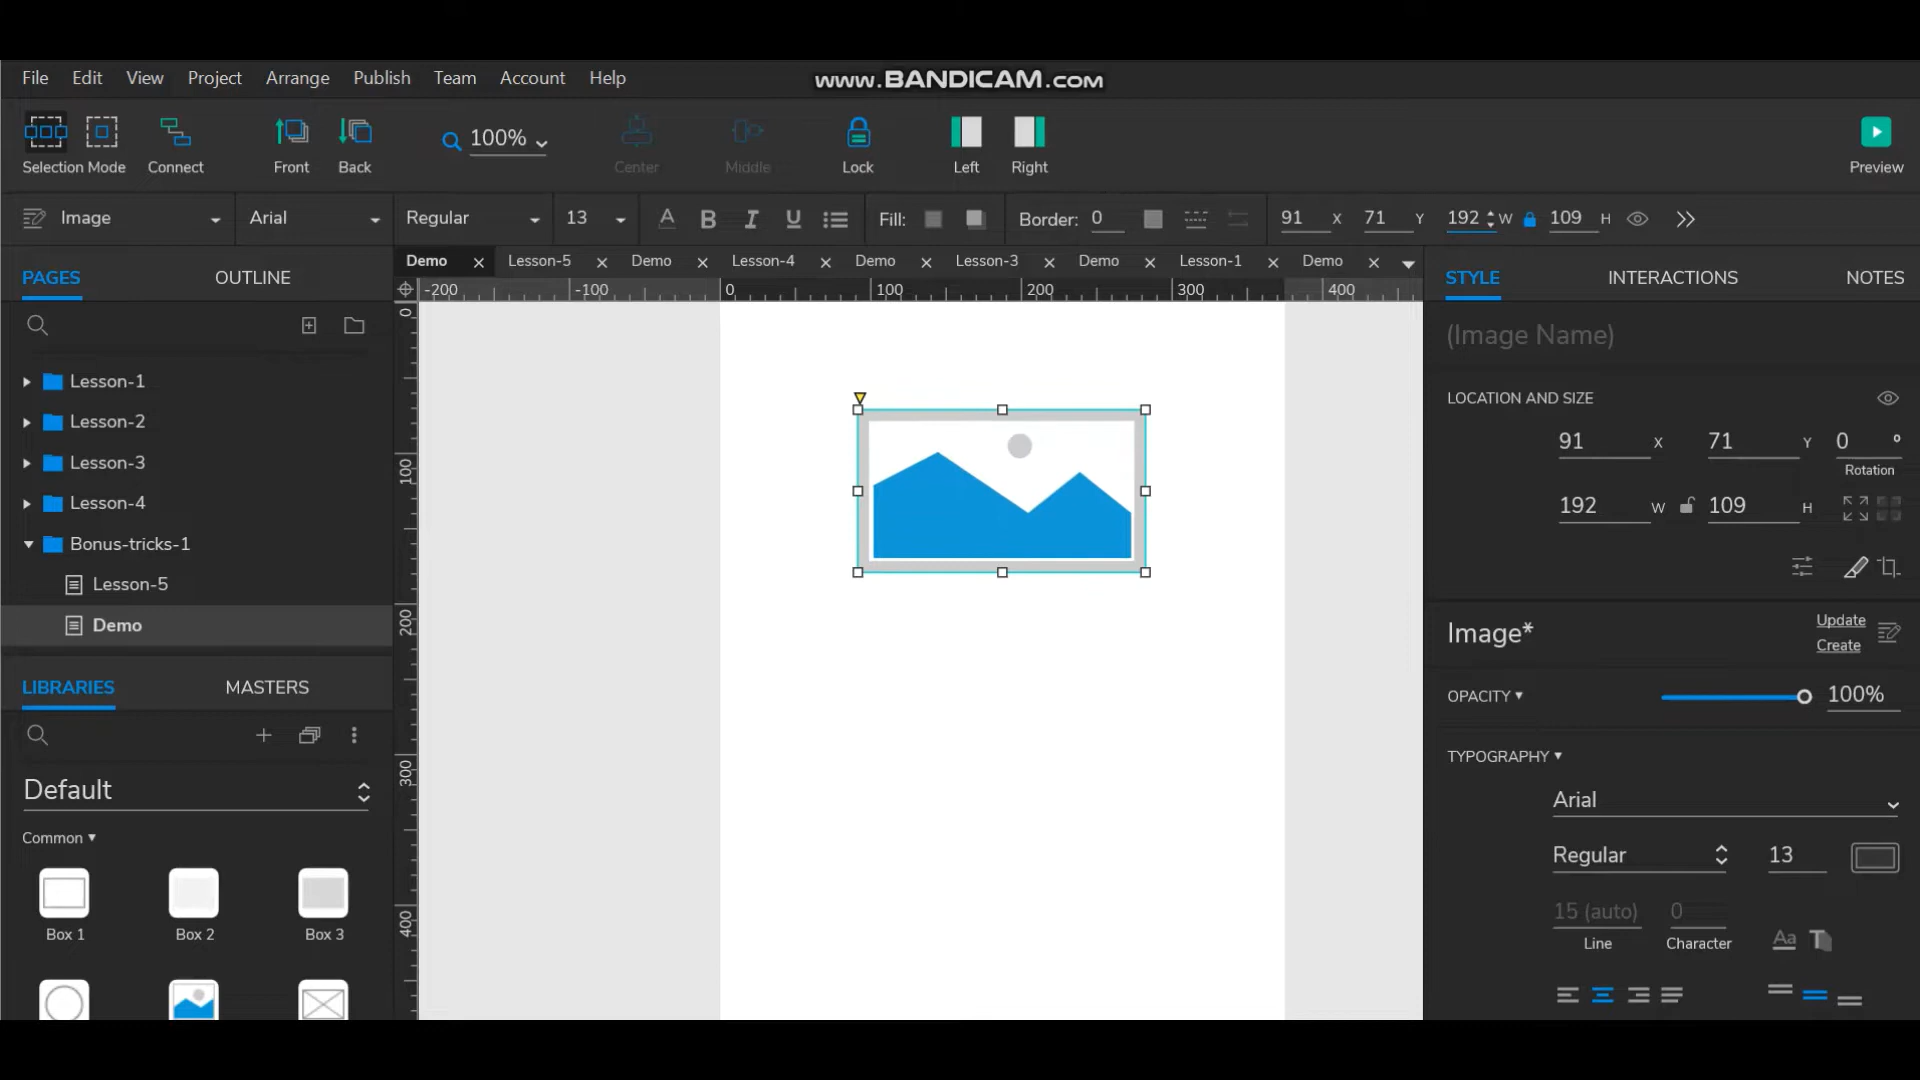 File Edit View Project Arrange Publish Team Account Help
www.BANDICAM.com
100%
Selection Mode Connect Front Back Center Middle Lock Left Right Preview
Image Arial Regular 13 A B I U Fill: Border: 0 91 X 71 Y 192 W 109 H
PAGES OUTLINE
Demo Lesson-5 Demo Lesson-4 Demo Lesson-3 Demo Lesson-1 Demo
STYLE INTERACTIONS NOTES
-200 -100 0 100 200 300 400
0
100
200
300
400
Lesson-1
Lesson-2
Lesson-3
Lesson-4
Bonus-tricks-1
Lesson-5
Demo
LIBRARIES MASTERS
Default
Common
Box 1 Box 2 Box 3
(Image Name)
LOCATION AND SIZE
91 X 71 Y 0 °
Rotation
192 W 109 H
Image*
Update
Create
OPACITY 100%
TYPOGRAPHY
Arial
Regular 13
15 (auto) 0
Line Character
Aa T